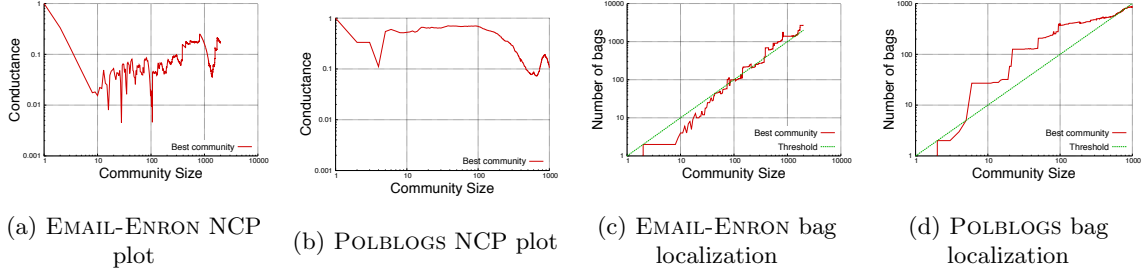 1
0.1
0.01
0.001
1
10
100
1000
10000
Conductance
Community Size
Best community
(a) EMAIL-ENRON NCP
plot
1
0.1
0.01
0.001
1
10
100
1000
Conductance
Community Size
Best community
(b) POLBLOGS NCP plot
10000
1000
100
10
1
1
10
100
1000
10000
Number of bags
Community Size
Best community
Threshold
(c) EMAIL-ENRON bag
localization
1000
100
10
1
1
10
100
1000
Number of bags
Community Size
Best community
Threshold
(d) POLBLOGS bag
localization